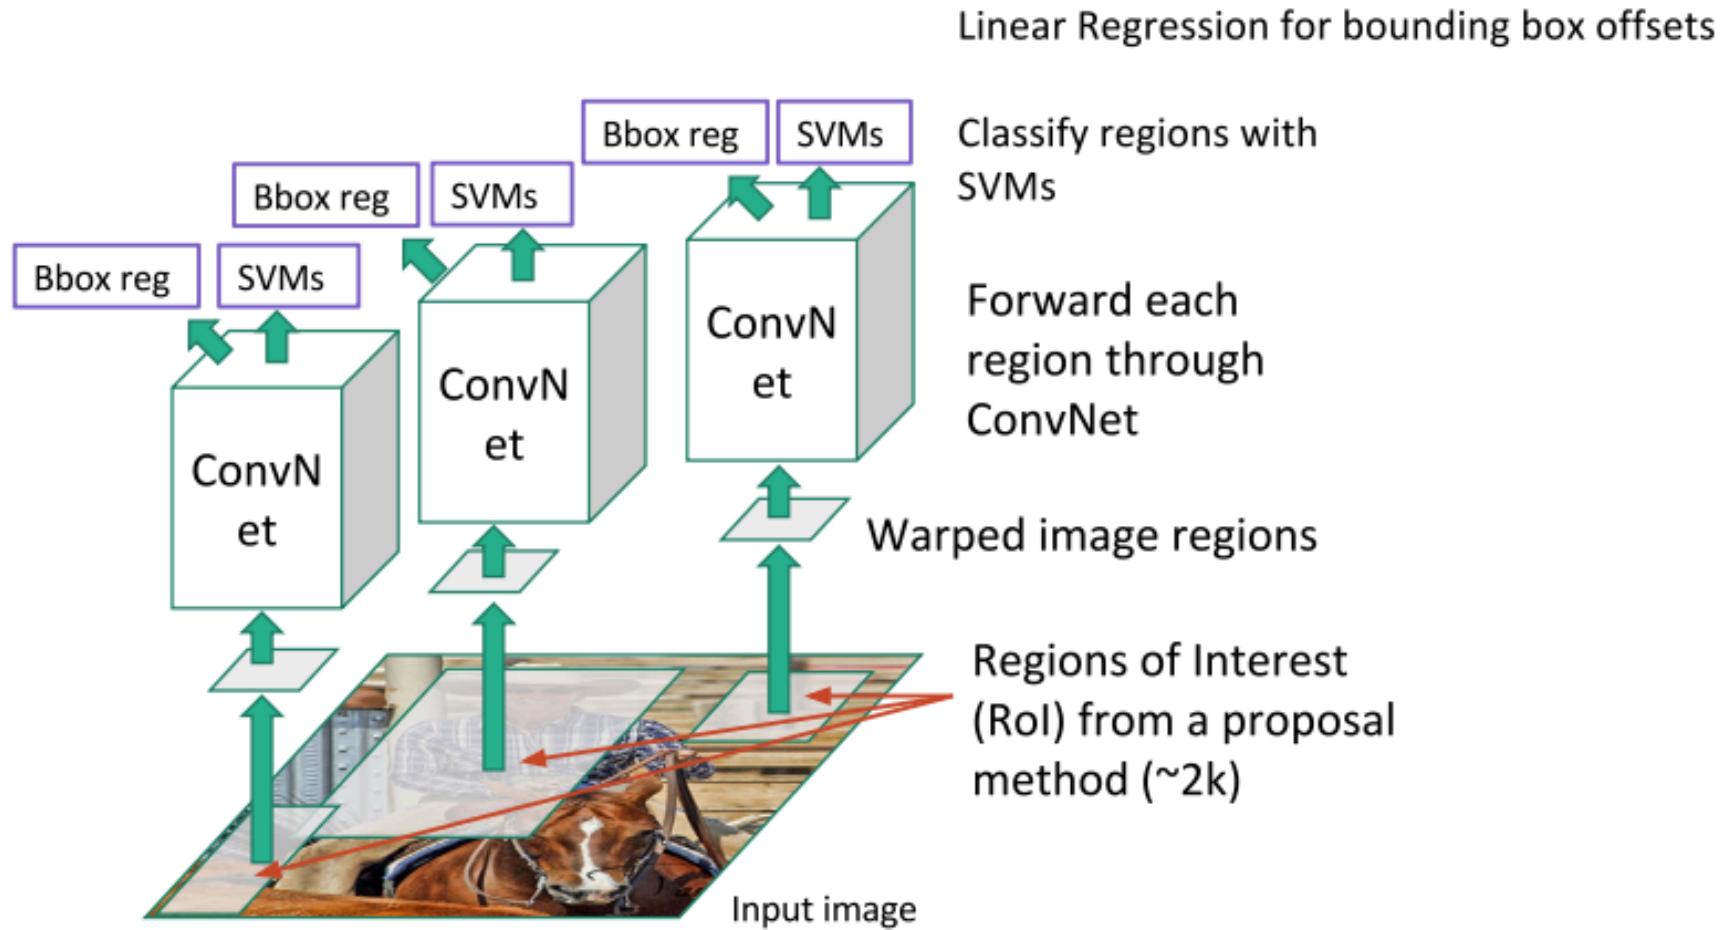 Linear Regression for bounding box offsets
Bbox reg
SVMs
Classify regions with
SVMs
Bbox reg
SVMs
Bbox reg
SVMs
ConvN
et
Forward each
region through
ConvNet
ConvN
et
ConvN
et
Warped image regions
Regions of Interest
(RoI) from a proposal
method (~2k)
Input image